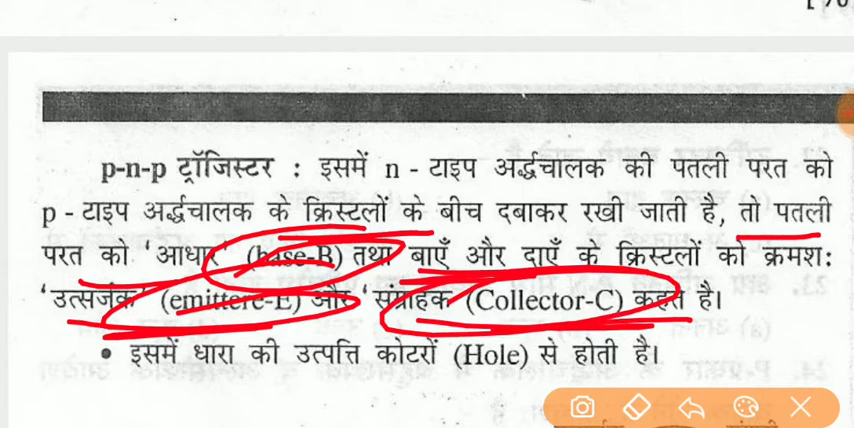 p-n-p ट्रॉंजिस्टर : इसमें n - टाइप अर्द्धचालक की पतली परत को
p - टाइप अर्द्धचालक के क्रिस्टलों के बीच दबाकर रखी जाती है, तो पतली
परत को 'आधार' (base-B) तथा बाएँ और दाएँ के क्रिस्टलों को क्रमश:
'उत्सर्जक' (emittere-E) और 'संग्राहक (Collector-C) कहते है।
• इसमें धारा की उत्पत्ति कोटरों (Hole) से होती है।